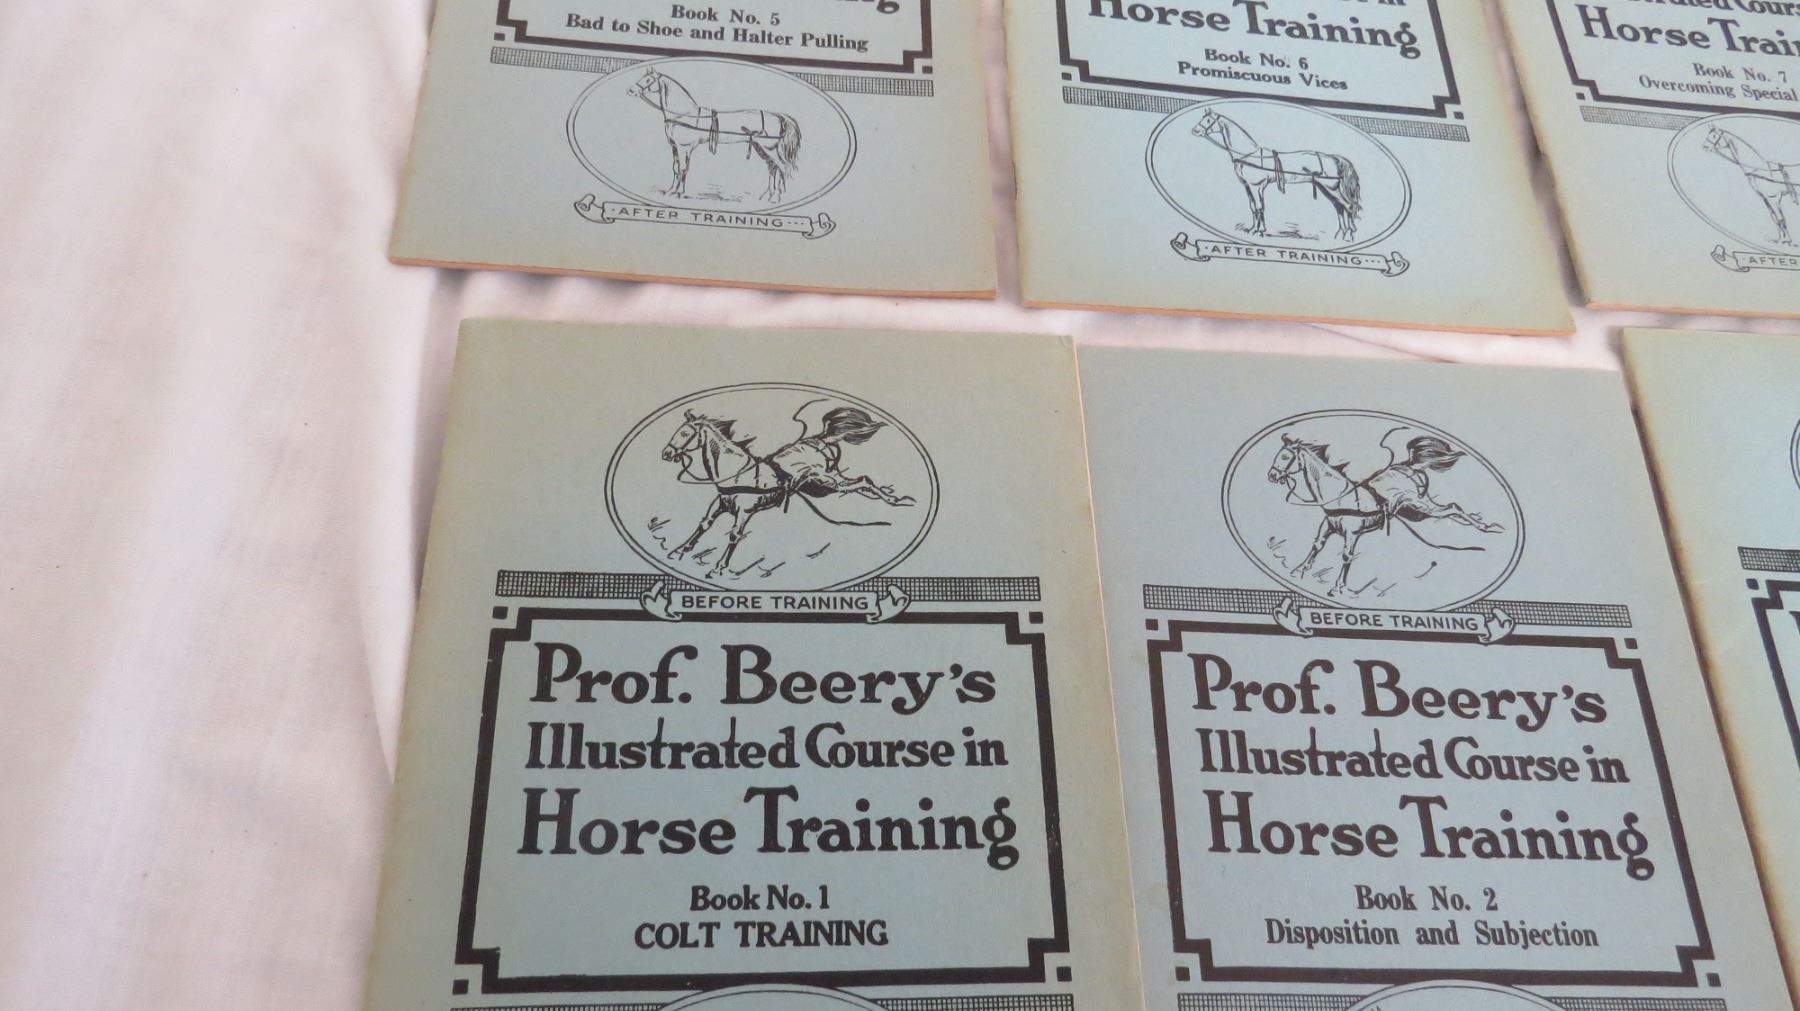 Book No. 5
Bad to Shoe and Halter Pulling
AFTER TRAINING
Horse Training
Book No. 6
Promiscuous Vices
AFTER TRAINING
Book No. 7
Overcoming Special
AFTER
BEFORE TRAINING
Prof. Beery's
Illustrated Course in
Horse Training
Book No. 1
COLT TRAINING
BEFORE TRAINING
Prof. Beery's
Illustrated Course in
Horse Training
Book No. 2
Disposition and Subjection